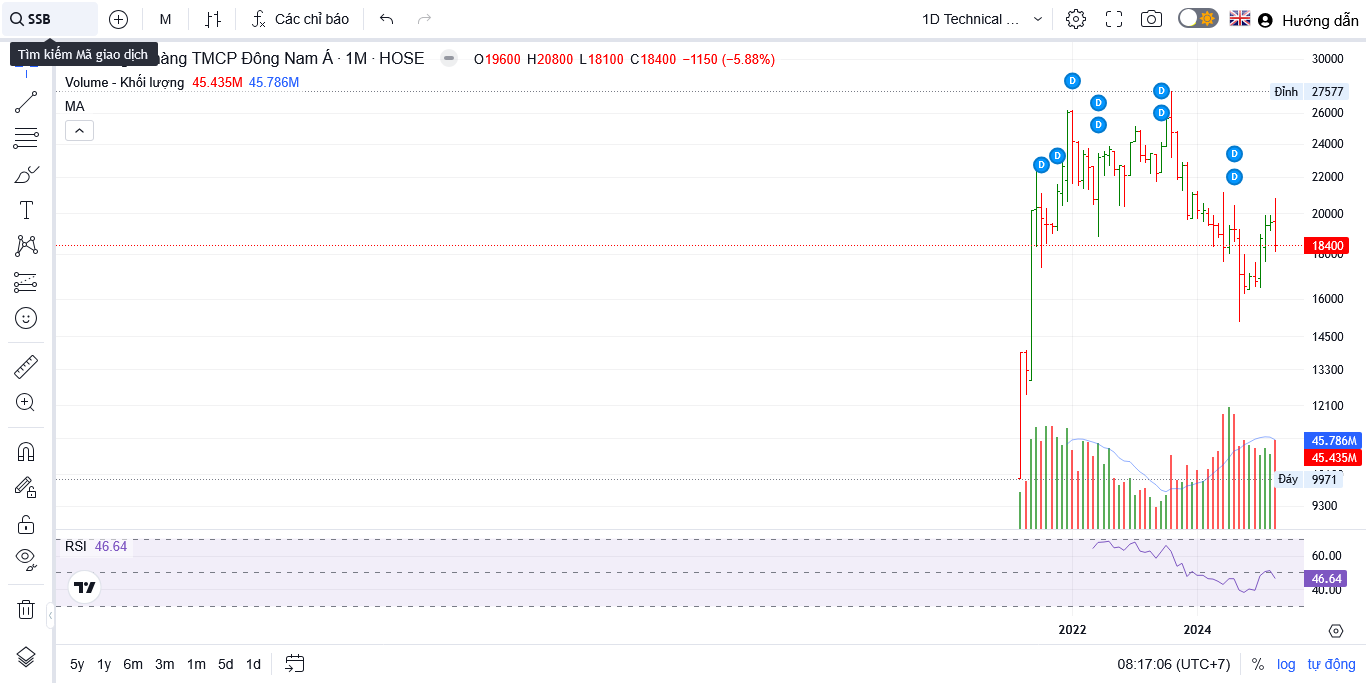 SSB
M
Các chỉ báo
1D Technical ...
Hướng dẫn
Tìm kiếm Mã giao dịch
hàng TMCP Đông Nam Á · 1M · HOSE
O19600 H20800 L18100 C18400 −1150 (−5.88%)
Volume - Khối lượng 45.435M 45.786M
MA
30000
Đỉnh 27577
26000
24000
22000
20000
18400
18000
16000
14500
13300
12100
45.786M
45.435M
Đáy 9971
9300
D
D
D
D
D
D
D
D
D
RSI 46.64
60.00
46.64
40.00
2022
2024
5y 1y 6m 3m 1m 5d 1d
08:17:06 (UTC+7)
% log tự động